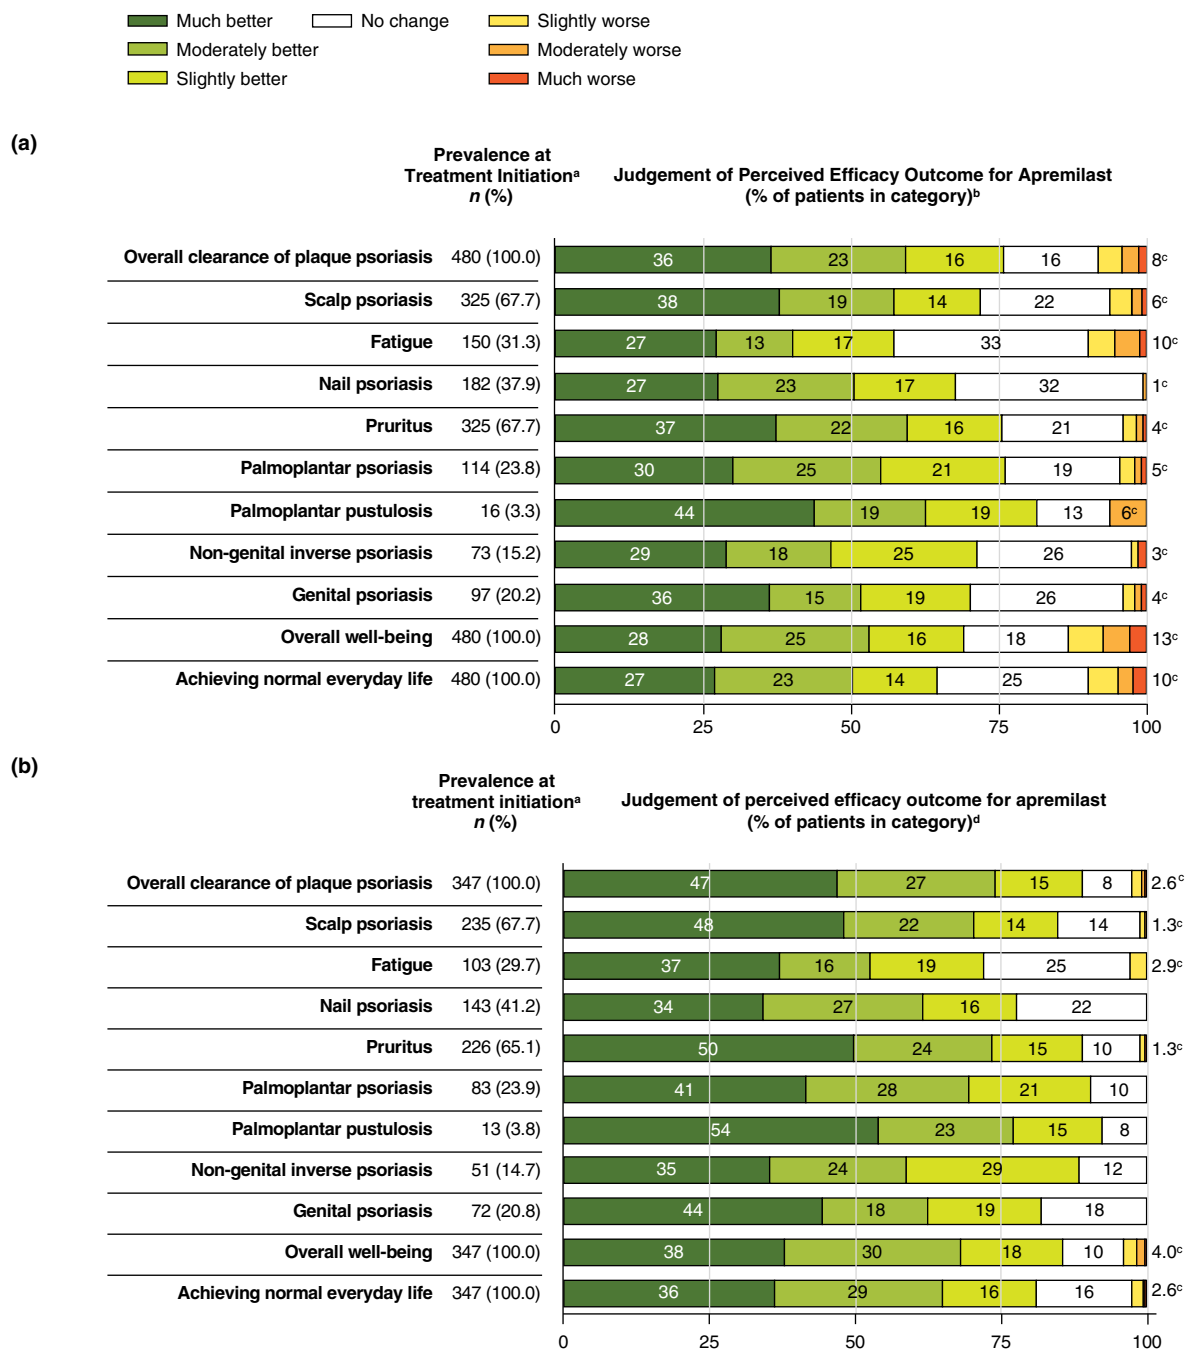 Much better
No change
Slightly worse
Moderately better
Moderately worse
Slightly better
Much worse
(a)
Prevalence at
Treatment Initiationᵃ
n (%)
Judgement of Perceived Efficacy Outcome for Apremilast
(% of patients in category)ᵇ
Overall clearance of plaque psoriasis 480 (100.0) 36 23 16 16 8ᶜ
Scalp psoriasis 325 (67.7) 38 19 14 22 6ᶜ
Fatigue 150 (31.3) 27 13 17 33 10ᶜ
Nail psoriasis 182 (37.9) 27 23 17 32 1ᶜ
Pruritus 325 (67.7) 37 22 16 21 4ᶜ
Palmoplantar psoriasis 114 (23.8) 30 25 21 19 5ᶜ
Palmoplantar pustulosis 16 (3.3) 44 19 19 13 6ᶜ
Non-genital inverse psoriasis 73 (15.2) 29 18 25 26 3ᶜ
Genital psoriasis 97 (20.2) 36 15 19 26 4ᶜ
Overall well-being 480 (100.0) 28 25 16 18 13ᶜ
Achieving normal everyday life 480 (100.0) 27 23 14 25 10ᶜ
0 25 50 75 100
(b)
Prevalence at
treatment initiationᵃ
n (%)
Judgement of perceived efficacy outcome for apremilast
(% of patients in category)ᵈ
Overall clearance of plaque psoriasis 347 (100.0) 47 27 15 8 2.6ᶜ
Scalp psoriasis 235 (67.7) 48 22 14 14 1.3ᶜ
Fatigue 103 (29.7) 37 16 19 25 2.9ᶜ
Nail psoriasis 143 (41.2) 34 27 16 22
Pruritus 226 (65.1) 50 24 15 10 1.3ᶜ
Palmoplantar psoriasis 83 (23.9) 41 28 21 10
Palmoplantar pustulosis 13 (3.8) 54 23 15 8
Non-genital inverse psoriasis 51 (14.7) 35 24 29 12
Genital psoriasis 72 (20.8) 44 18 19 18
Overall well-being 347 (100.0) 38 30 18 10 4.0ᶜ
Achieving normal everyday life 347 (100.0) 36 29 16 16 2.6ᶜ
0 25 50 75 100